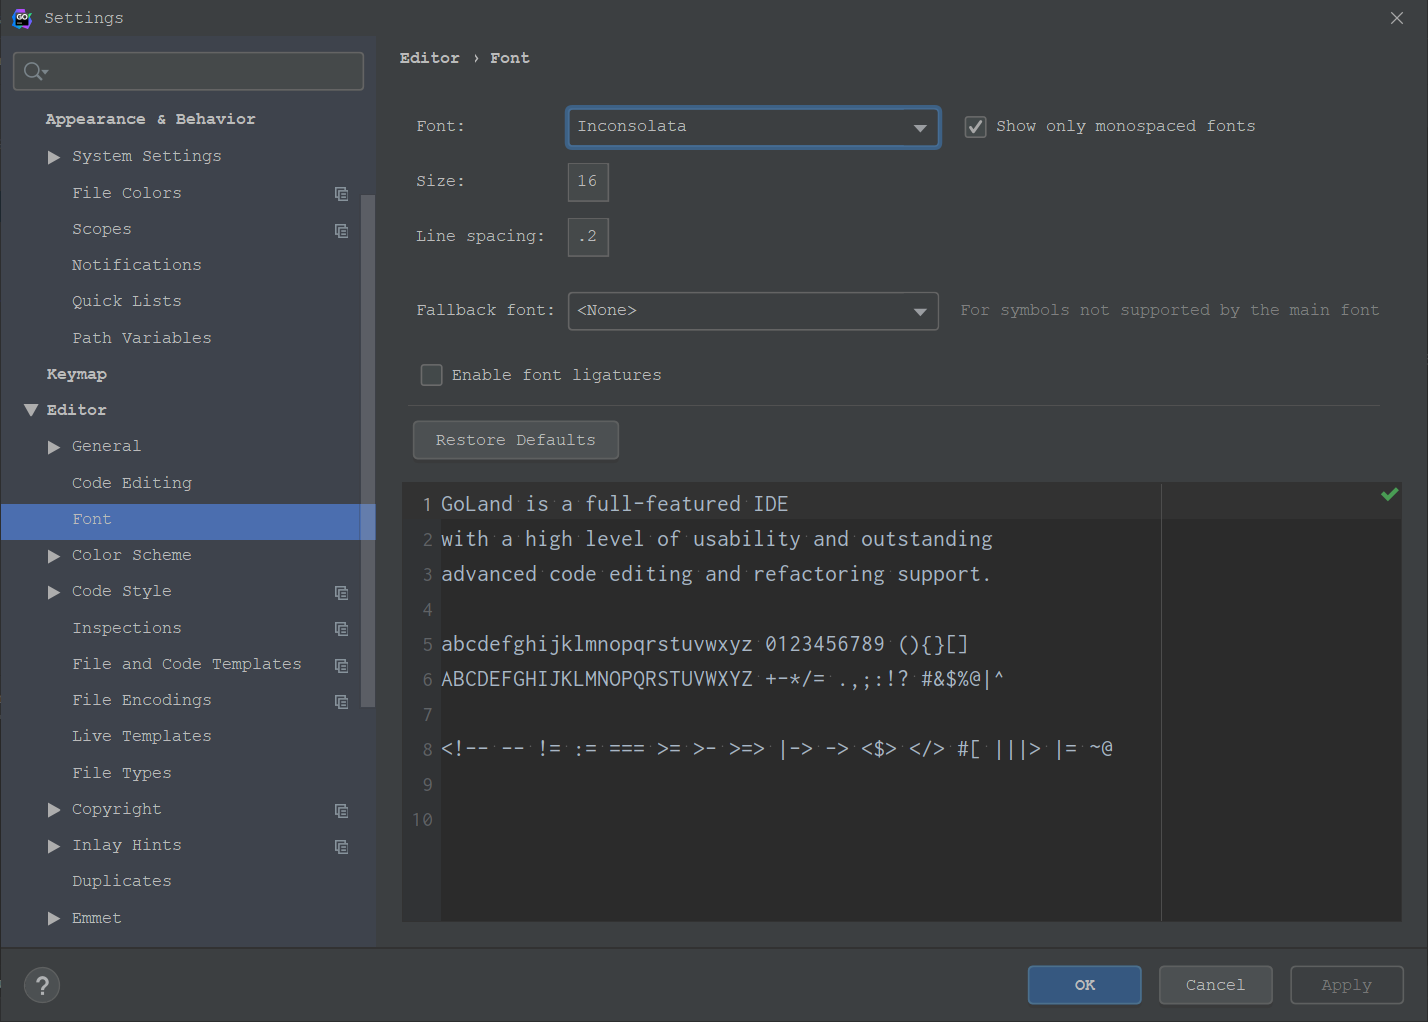 GO
Settings
Appearance & Behavior
System Settings
File Colors
Scopes
Notifications
Quick Lists
Path Variables
Keymap
Editor
General
Code Editing
Font
Color Scheme
Code Style
Inspections
File and Code Templates
File Encodings
Live Templates
File Types
Copyright
Inlay Hints
Duplicates
Emmet
Editor › Font
Font: Inconsolata Show only monospaced fonts
Size: 16
Line spacing: .2
Fallback font: <None> For symbols not supported by the main font
Enable font ligatures
Restore Defaults
1 GoLand is a full-featured IDE
2 with a high level of usability and outstanding
3 advanced code editing and refactoring support.
4
5 abcdefghijklmnopqrstuvwxyz 0123456789 (){}[]
6 ABCDEFGHIJKLMNOPQRSTUVWXYZ +-*/= .,;:!? #&$%@|^
7
8 <!-- -- != := === >= >- >=> |-> -> <$> </> #[ |||> |= ~@
9
10
?
OK Cancel Apply